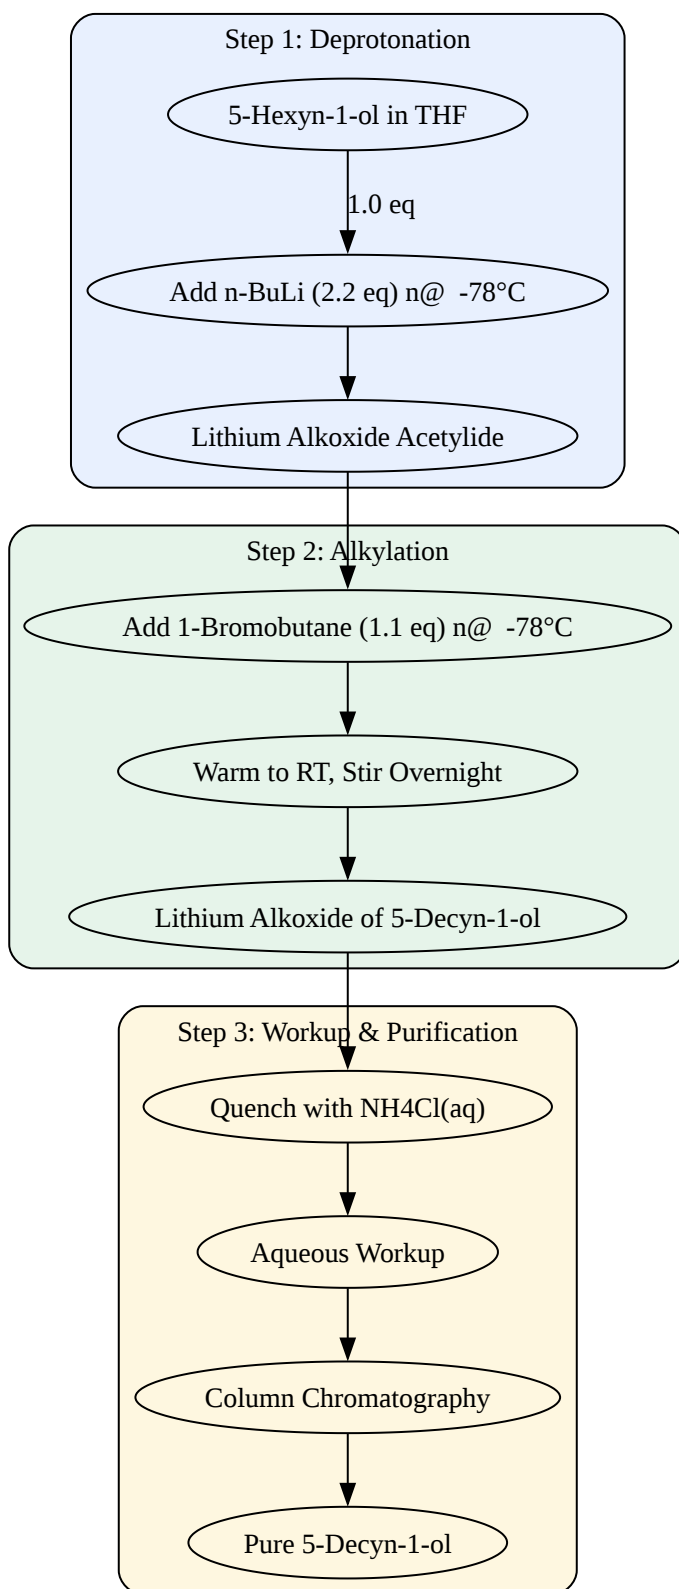 Step 1: Deprotonation
5-Hexyn-1-ol in THF
1.0 eq
Add n-BuLi (2.2 eq) n@  -78°C
Lithium Alkoxide Acetylide
Step 2: Alkylation
Add 1-Bromobutane (1.1 eq) n@  -78°C
Warm to RT, Stir Overnight
Lithium Alkoxide of 5-Decyn-1-ol
Step 3: Workup & Purification
Quench with NH4Cl(aq)
Aqueous Workup
Column Chromatography
Pure 5-Decyn-1-ol